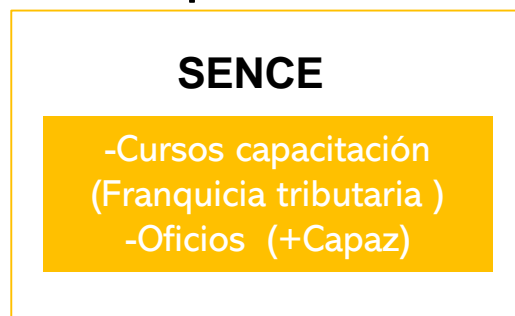 SENCE
-Cursos capacitación
(Franquicia tributaria )
-Oficios  (+Capaz)